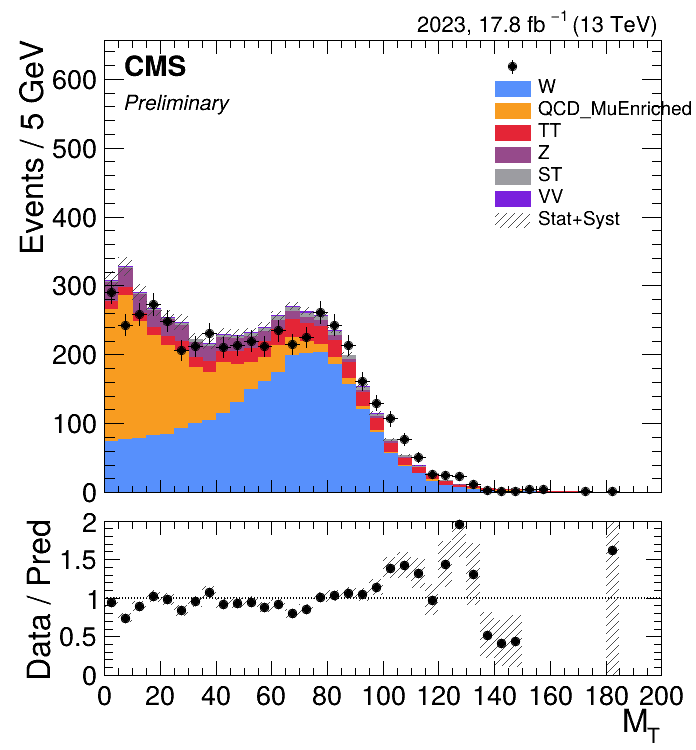 2023, 17.8 fb⁻¹ (13 TeV)
CMS
Preliminary
W
QCD_MuEnriched
TT
Z
ST
VV
Stat+Syst
Events / 5 GeV
600
500
400
300
200
100
0
Data / Pred
2
1.5
1
0.5
0
0 20 40 60 80 100 120 140 160 180 200
M_T